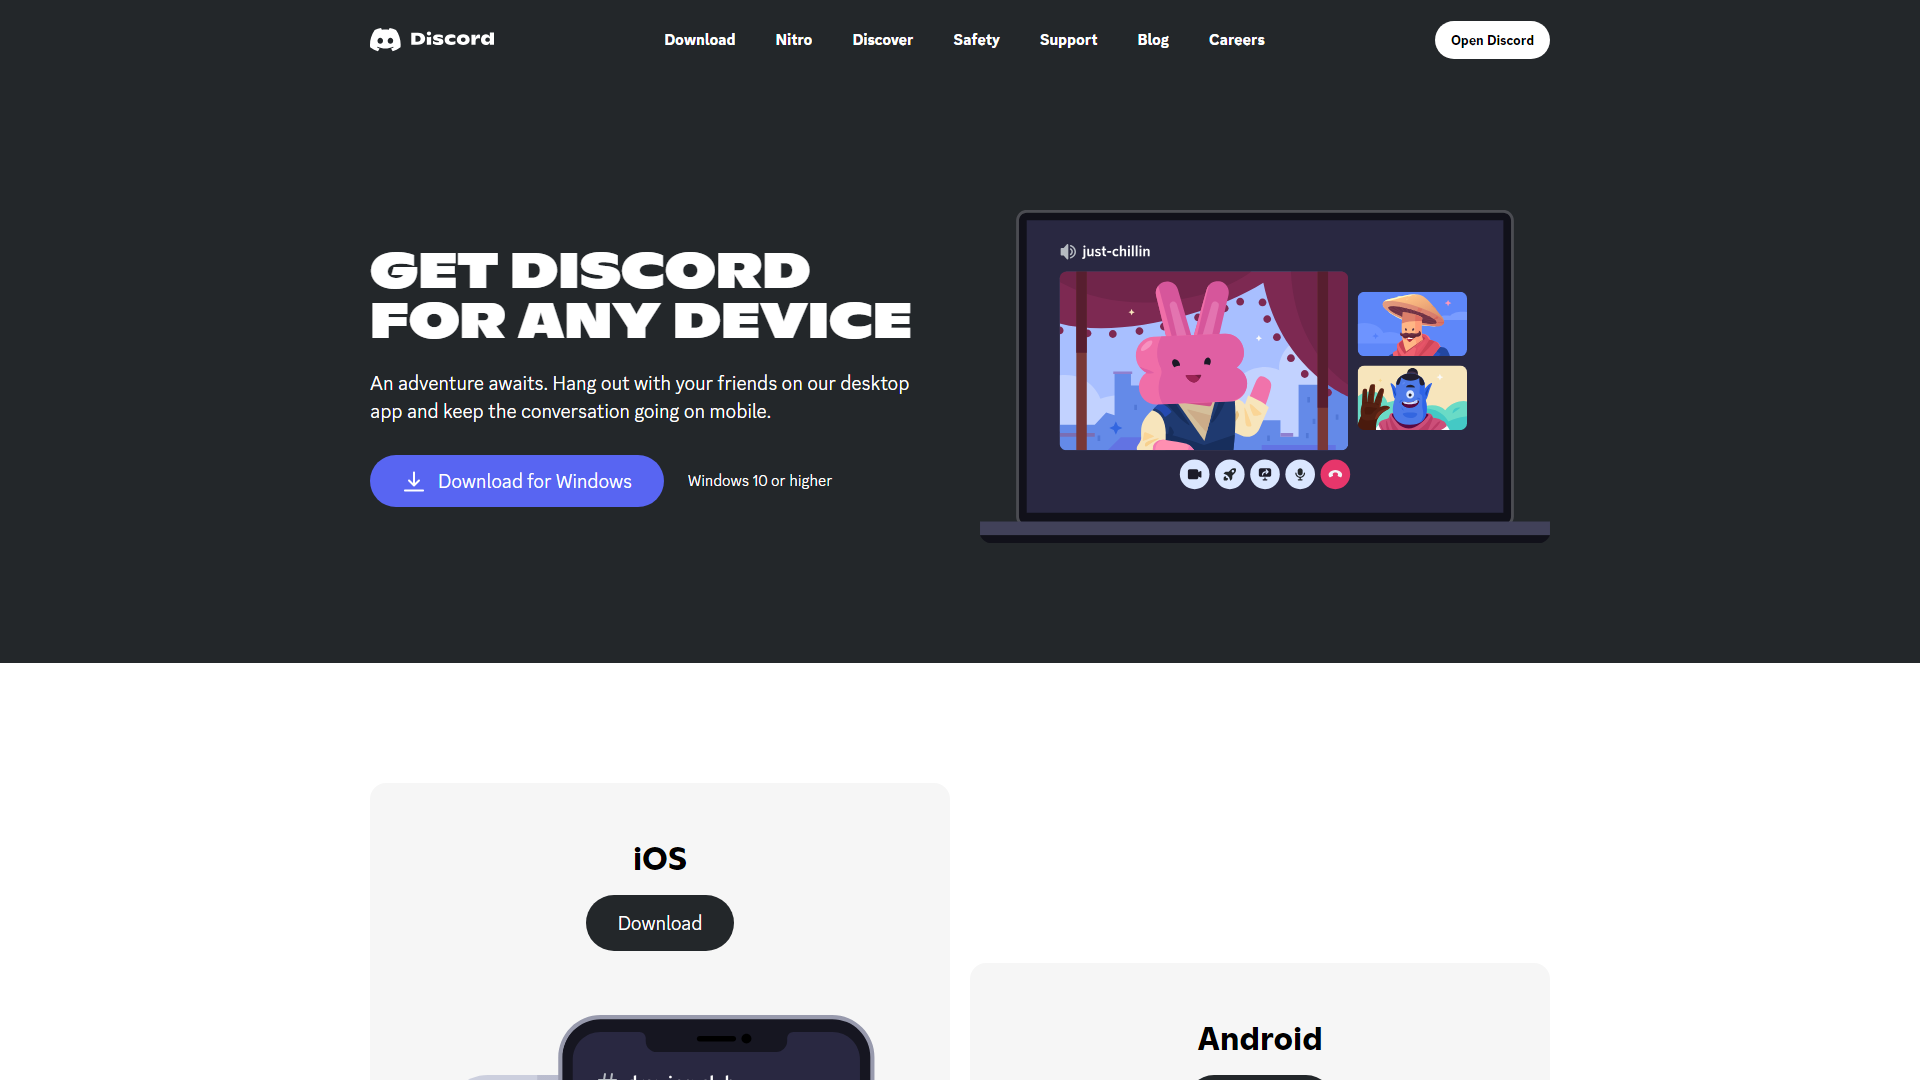 Discord
Download
Nitro
Discover
Safety
Support
Blog
Careers
Open Discord
GET DISCORD
FOR ANY DEVICE
An adventure awaits. Hang out with your friends on our desktop
app and keep the conversation going on mobile.
Download for Windows
Windows 10 or higher
just-chillin
iOS
Download
Android